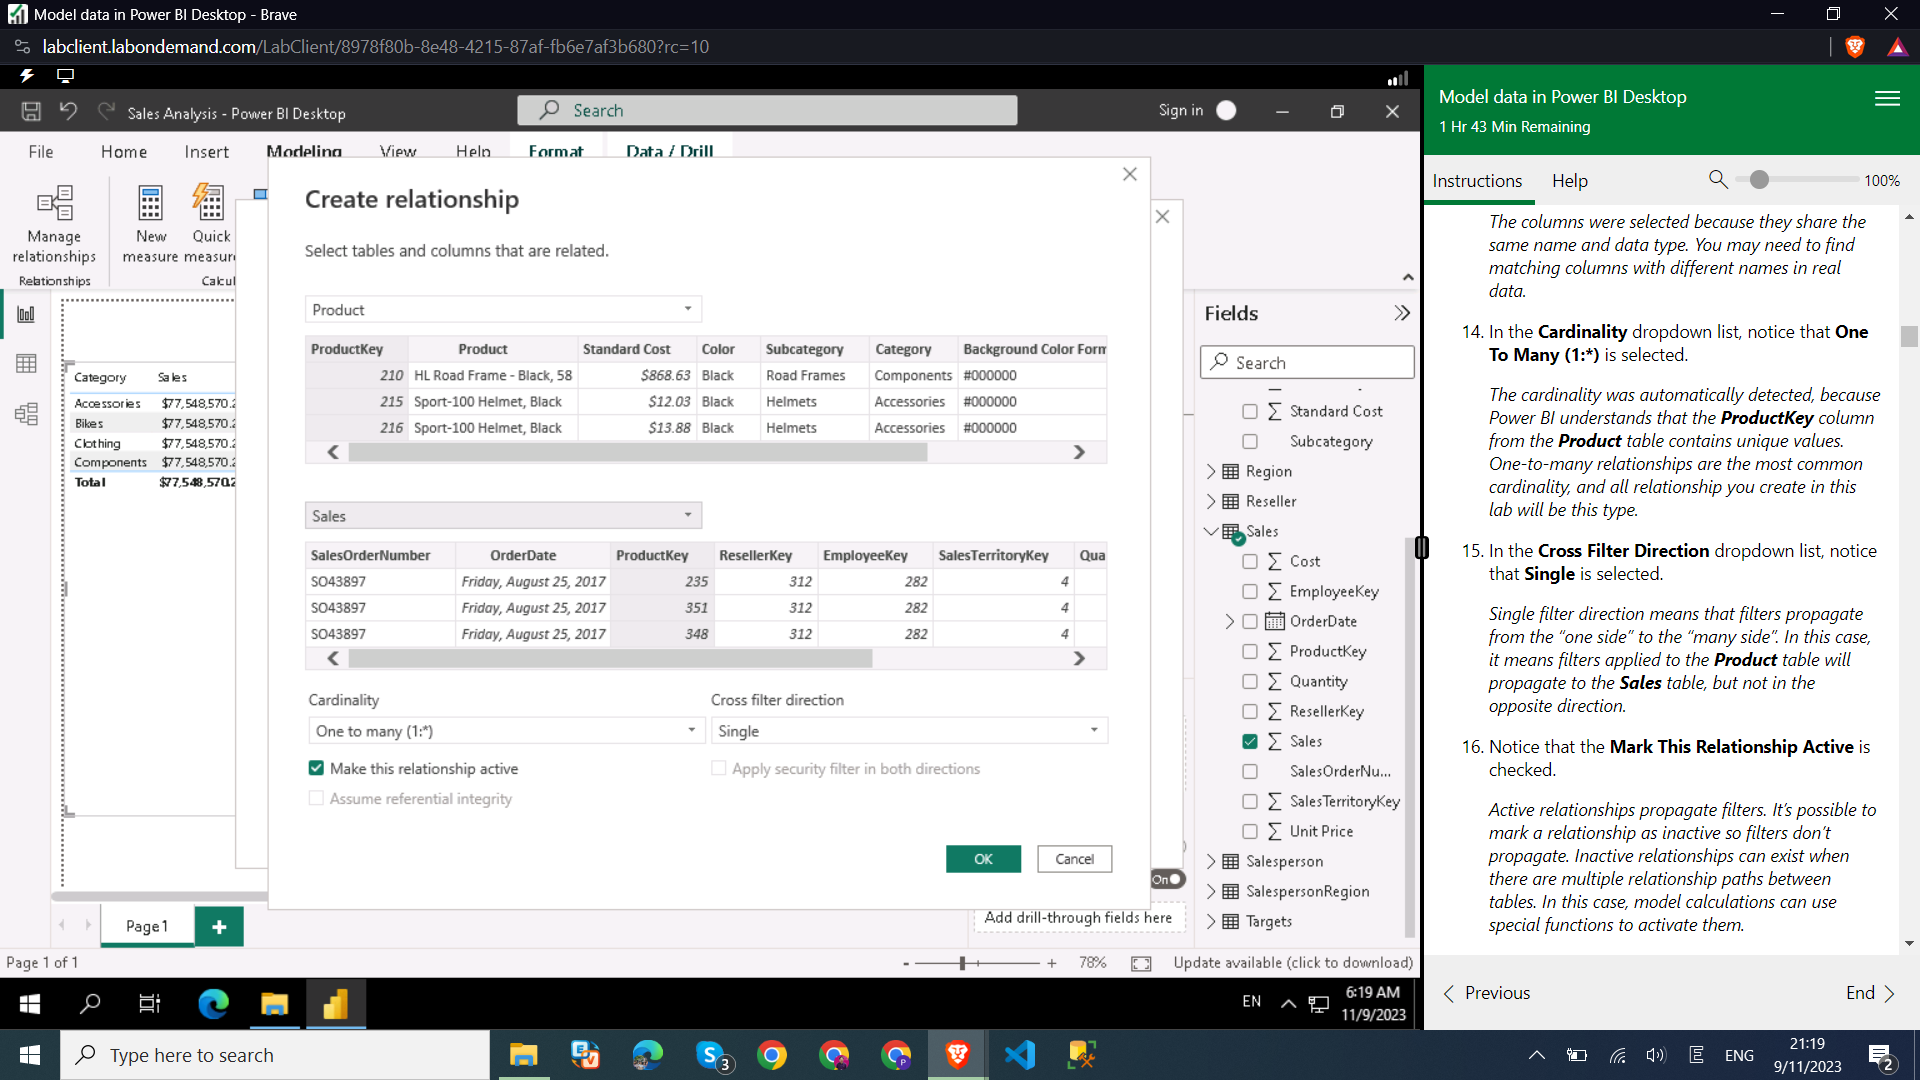 Model data in Power BI Desktop - Brave
labclient.labondemand.com/LabClient/8978f80b-8e48-4215-87af-fb6e7af3b680?rc=10
Sales Analysis - Power BI Desktop
Search
Sign in
File
Home
Insert
Modeling
View
Help
Format
Data / Drill
Manage
relationships
Relationships
New
measure
Quick
measure
Calcul
Category Sales
Accessories $77,548,570.2
Bikes $77,548,570.2
Clothing $77,548,570.2
Components $77,548,570.2
Total $77,548,570.2
Create relationship
Select tables and columns that are related.
Product
ProductKey Product Standard Cost Color Subcategory Category Background Color Form
210 HL Road Frame - Black, 58 $868.63 Black Road Frames Components #000000
215 Sport-100 Helmet, Black $12.03 Black Helmets Accessories #000000
216 Sport-100 Helmet, Black $13.88 Black Helmets Accessories #000000
Sales
SalesOrderNumber OrderDate ProductKey ResellerKey EmployeeKey SalesTerritoryKey Qua
SO43897 Friday, August 25, 2017 235 312 282 4
SO43897 Friday, August 25, 2017 351 312 282 4
SO43897 Friday, August 25, 2017 348 312 282 4
Cardinality
One to many (1:*)
Cross filter direction
Single
Make this relationship active
Apply security filter in both directions
Assume referential integrity
OK
Cancel
On
Add drill-through fields here
Fields
Search
Standard Cost
Subcategory
Region
Reseller
Sales
Cost
EmployeeKey
OrderDate
ProductKey
Quantity
ResellerKey
Sales
SalesOrderNu...
SalesTerritoryKey
Unit Price
Salesperson
SalespersonRegion
Targets
Page 1
+
Page 1 of 1
- + 78%
Update available (click to download)
EN
6:19 AM
11/9/2023
Model data in Power BI Desktop
1 Hr 43 Min Remaining
Instructions
Help
100%
The columns were selected because they share the
same name and data type. You may need to find
matching columns with different names in real
data.
14. In the Cardinality dropdown list, notice that One
To Many (1:*) is selected.
The cardinality was automatically detected, because
Power BI understands that the ProductKey column
from the Product table contains unique values.
One-to-many relationships are the most common
cardinality, and all relationship you create in this
lab will be this type.
15. In the Cross Filter Direction dropdown list, notice
that Single is selected.
Single filter direction means that filters propagate
from the “one side” to the “many side”. In this case,
it means filters applied to the Product table will
propagate to the Sales table, but not in the
opposite direction.
16. Notice that the Mark This Relationship Active is
checked.
Active relationships propagate filters. It’s possible to
mark a relationship as inactive so filters don’t
propagate. Inactive relationships can exist when
there are multiple relationship paths between
tables. In this case, model calculations can use
special functions to activate them.
Previous
End
Type here to search
3
ENG
21:19
9/11/2023
2